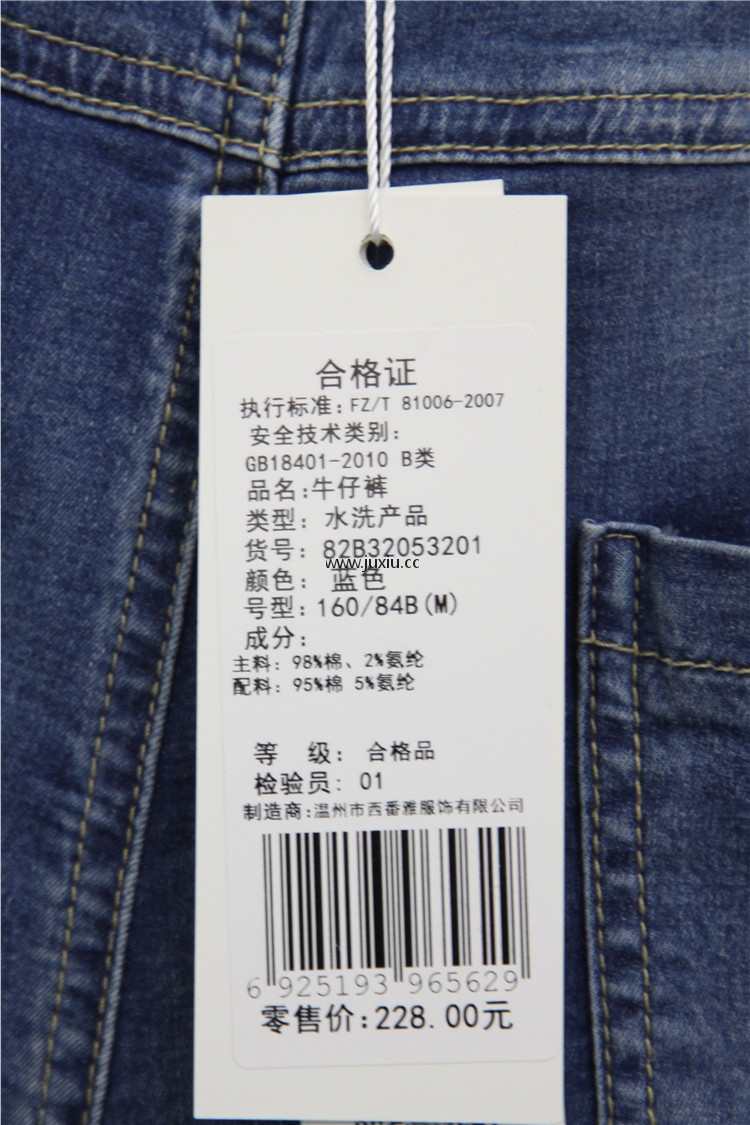 合格证
执行标准:FZ/T 81006-2007
安全技术类别:
GB18401-2010 B类
品名:牛仔裤
类型: 水洗产品
货号: 82B32053201
www.juxiu.cc
颜色: 蓝色
号型:160/84B(M)
成分:
主料: 98%棉、2%氨纶
配料: 95%棉 5%氨纶
等 级: 合格品
检验员: 01
制造商:温州市西番雅服饰有限公司
6 925193 965629
零售价:228.00元